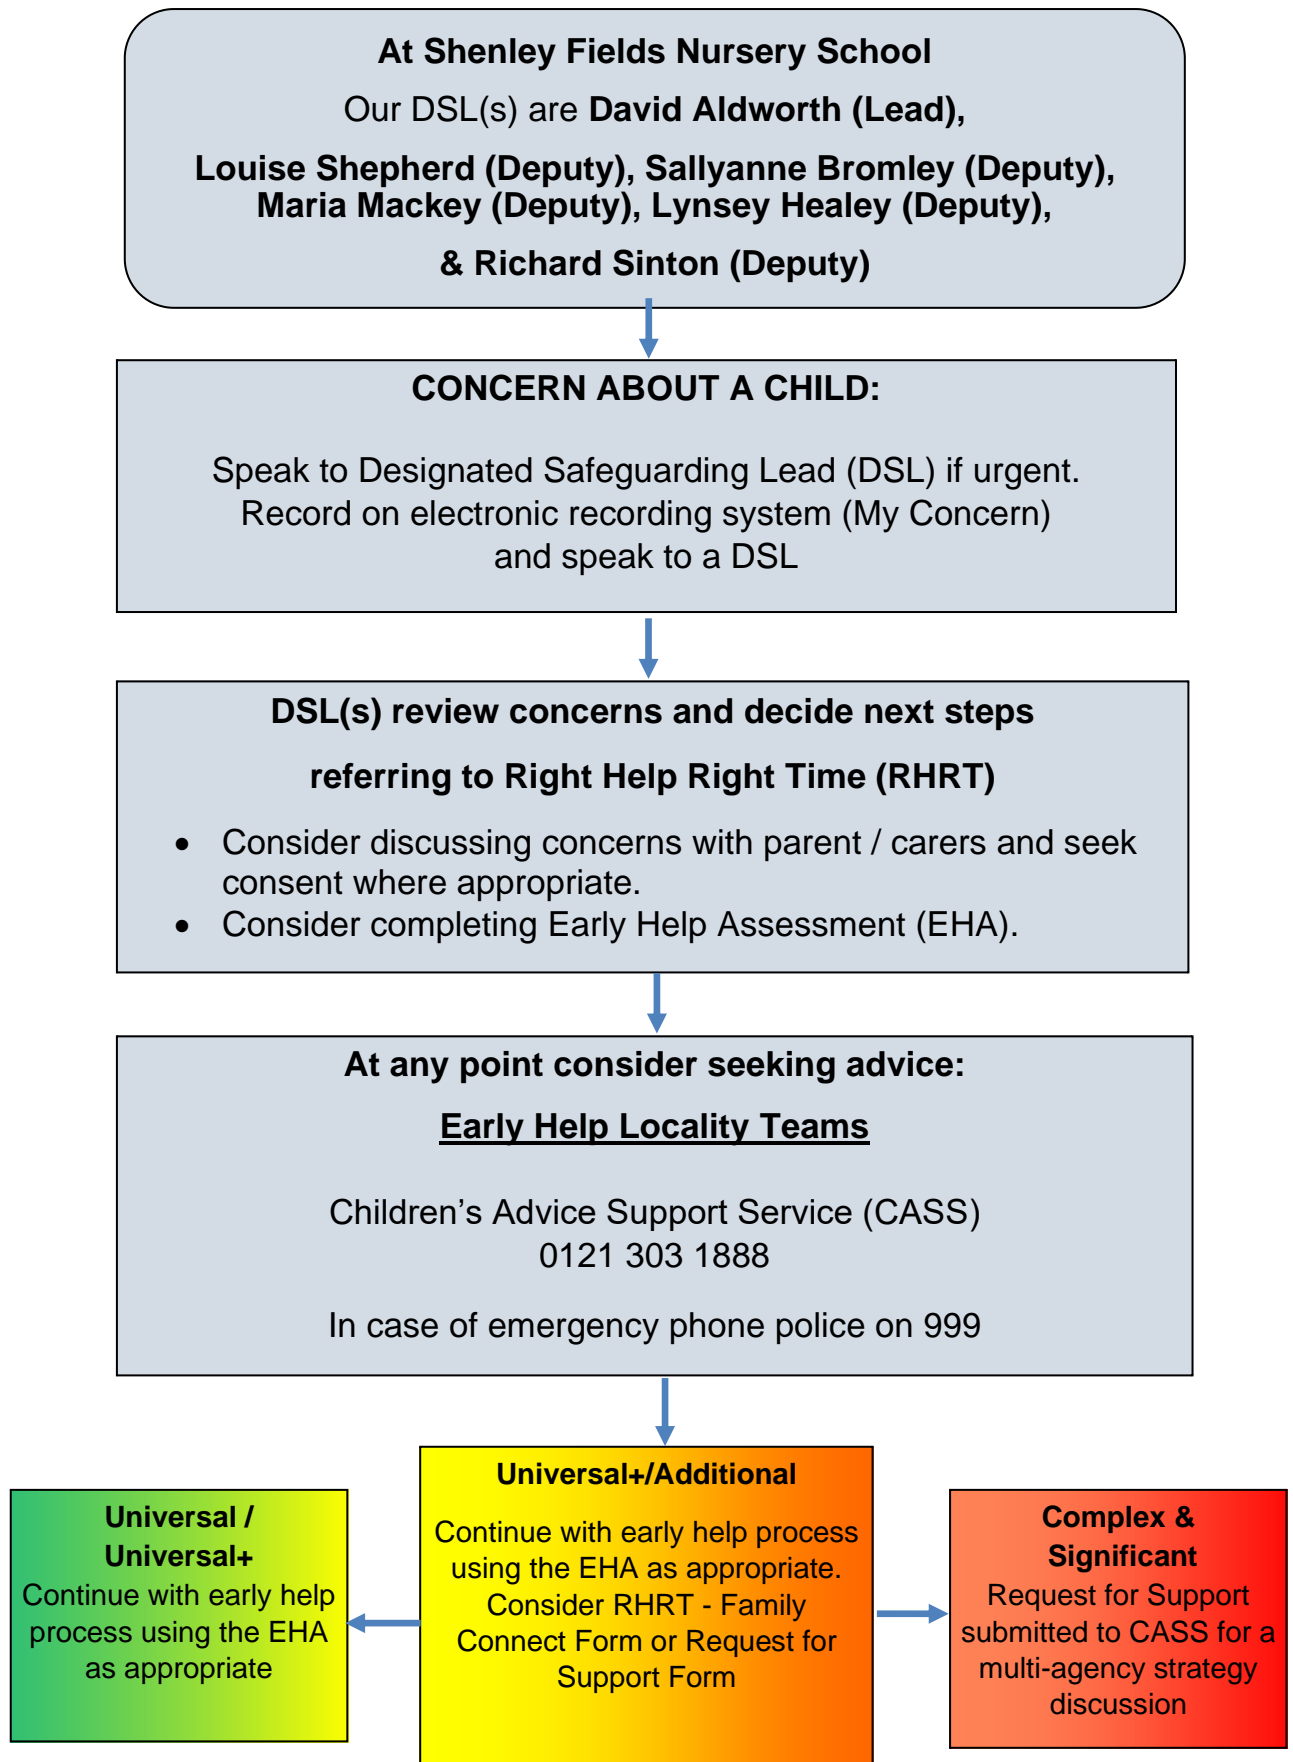 At Shenley Fields Nursery School
Our DSL(s) are David Aldworth (Lead),
Louise Shepherd (Deputy), Sallyanne Bromley (Deputy),
Maria Mackey (Deputy), Lynsey Healey (Deputy),
& Richard Sinton (Deputy)
CONCERN ABOUT A CHILD:
Speak to Designated Safeguarding Lead (DSL) if urgent.
Record on electronic recording system (My Concern)
and speak to a DSL
DSL(s) review concerns and decide next steps
referring to Right Help Right Time (RHRT)
• Consider discussing concerns with parent / carers and seek
consent where appropriate.
• Consider completing Early Help Assessment (EHA).
At any point consider seeking advice:
Early Help Locality Teams
Children’s Advice Support Service (CASS)
0121 303 1888
In case of emergency phone police on 999
Universal /
Universal+
Continue with early help
process using the EHA
as appropriate
Universal+/Additional
Continue with early help process
using the EHA as appropriate.
Consider RHRT - Family
Connect Form or Request for
Support Form
Complex &
Significant
Request for Support
submitted to CASS for a
multi-agency strategy
discussion